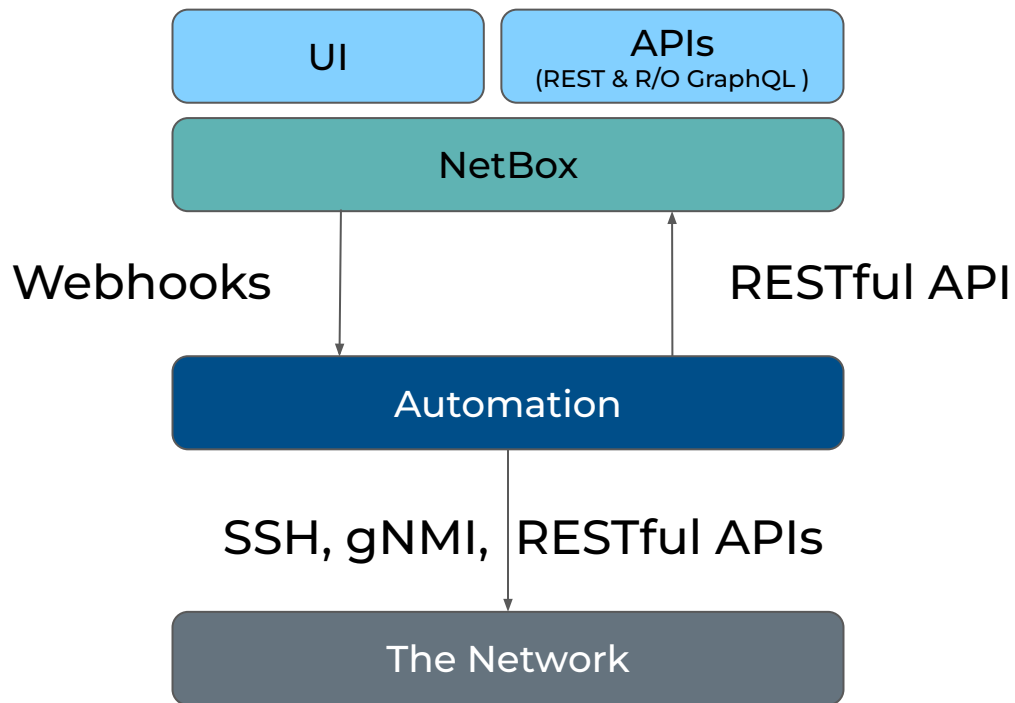 UI
APIs
(REST & R/O GraphQL )
NetBox
Webhooks
RESTful API
Automation
SSH, gNMI, RESTful APIs
The Network